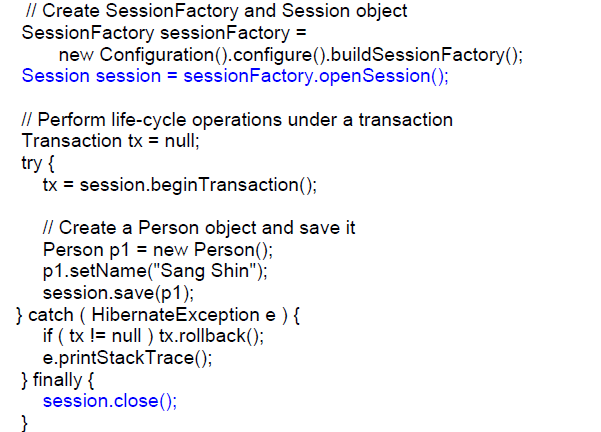 // Create SessionFactory and Session object
SessionFactory sessionFactory =
new Configuration().configure().buildSessionFactory();
Session session = sessionFactory.openSession();
// Perform life-cycle operations under a transaction
Transaction tx = null;
try {
tx = session.beginTransaction();
// Create a Person object and save it
Person p1 = new Person();
p1.setName("Sang Shin");
session.save(p1);
} catch ( HibernateException e ) {
if ( tx != null ) tx.rollback();
e.printStackTrace();
} finally {
session.close();
}